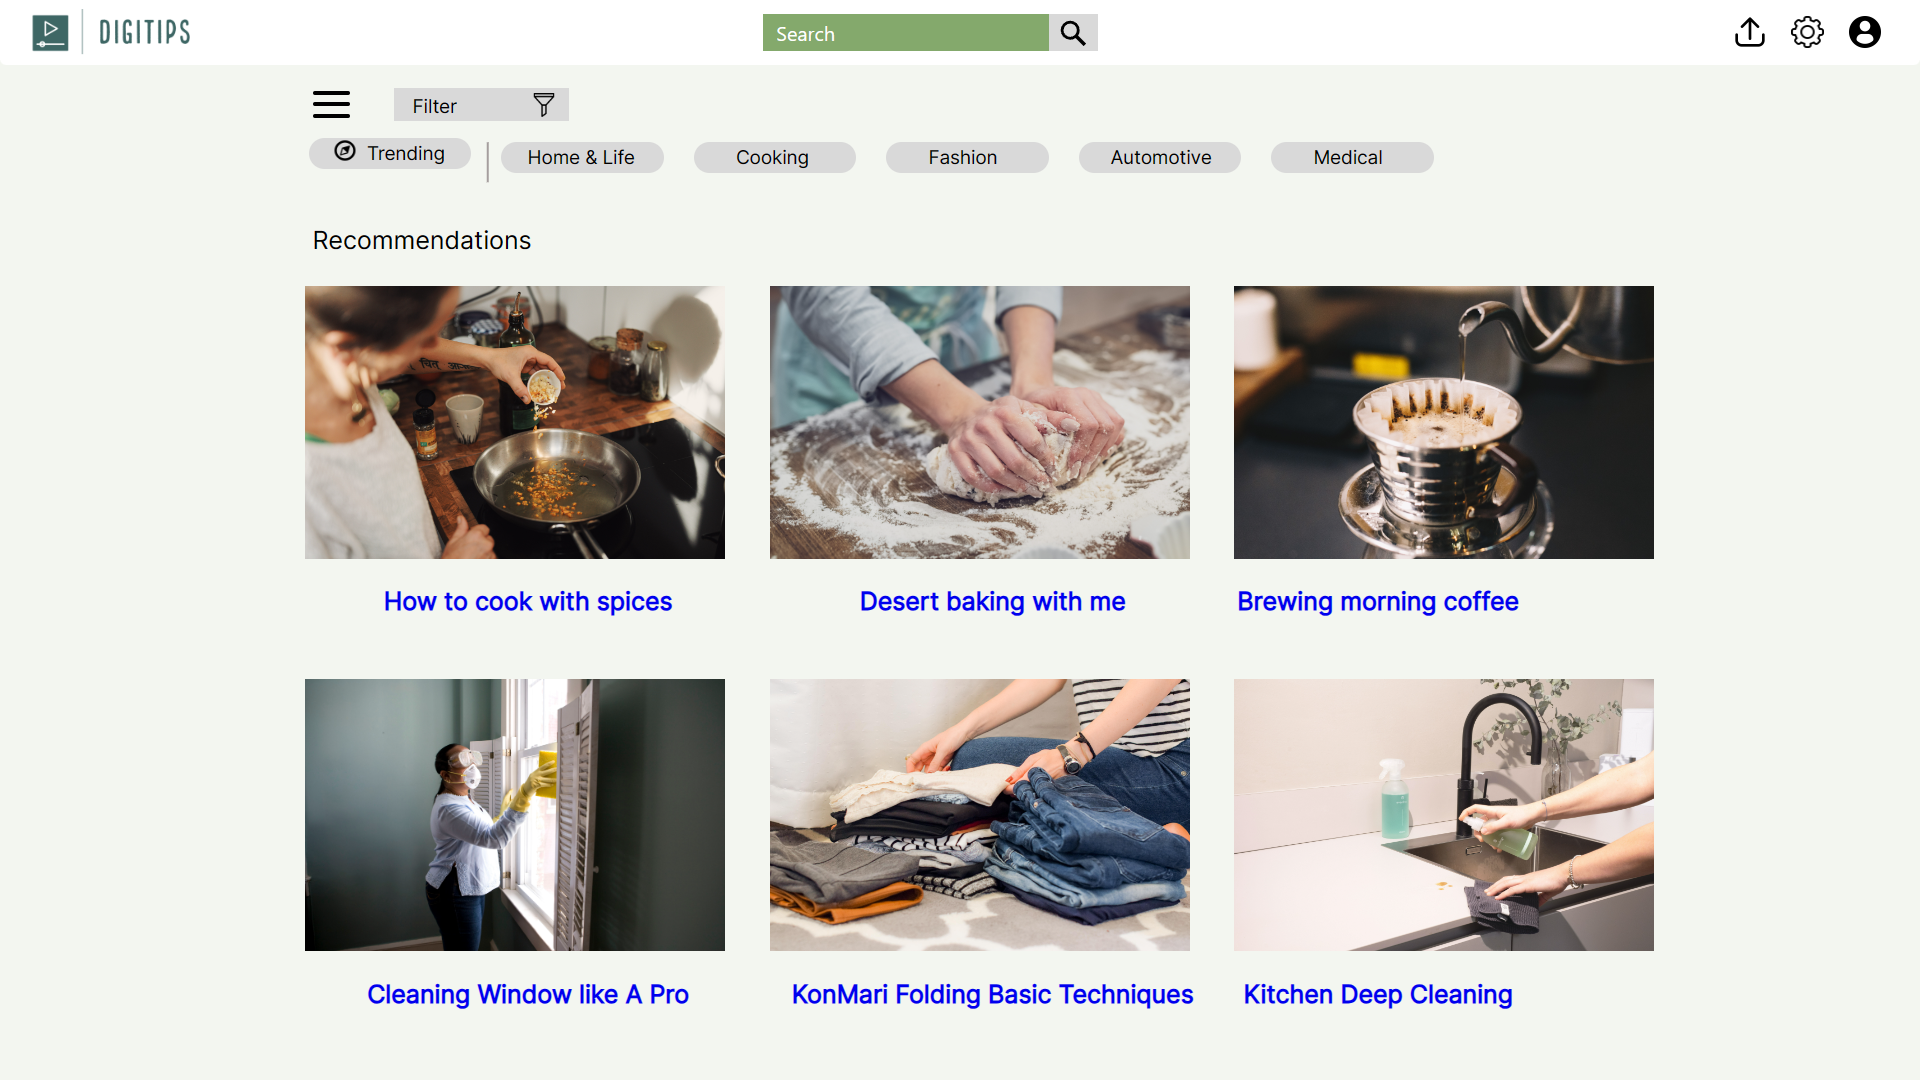 DIGITIPS
Search
Filter
Trending
Home & Life
Cooking
Fashion
Automotive
Medical
Recommendations
How to cook with spices
Desert baking with me
Brewing morning coffee
Cleaning Window like A Pro
KonMari Folding Basic Techniques
Kitchen Deep Cleaning